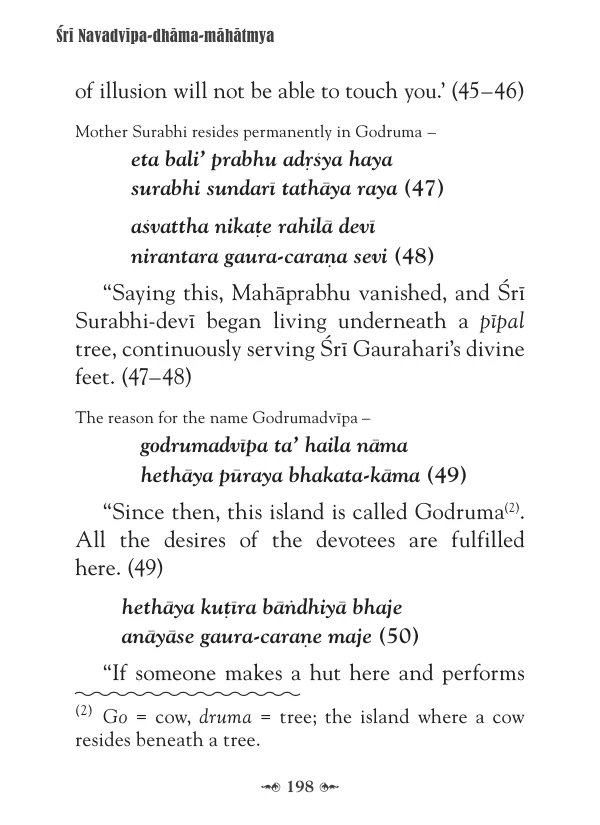 Śrī Navadvīpa-dhāma-māhātmya
of illusion will not be able to touch you.’ (45–46)
Mother Surabhi resides permanently in Godruma –
eta bali’ prabhu adṛśya haya
surabhi sundarī tathāya raya (47)
aśvattha nikaṭe rahilā devī
nirantara gaura-caraṇa sevi (48)
“Saying this, Mahāprabhu vanished, and Śrī
Surabhi-devī began living underneath a pīpal
tree, continuously serving Śrī Gaurahari’s divine
feet. (47–48)
The reason for the name Godrumadvīpa –
godrumadvīpa ta’ haila nāma
hethāya pūraya bhakata-kāma (49)
“Since then, this island is called Godruma(2).
All the desires of the devotees are fulfilled
here. (49)
hethāya kuṭīra bāṅdhiyā bhaje
anāyāse gaura-caraṇe maje (50)
“If someone makes a hut here and performs
(2) Go = cow, druma = tree; the island where a cow
resides beneath a tree.
198